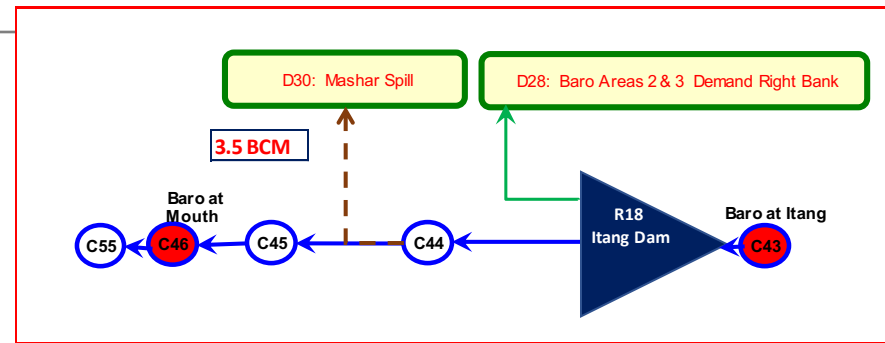 D30: Mashar Spill
D28: Baro Areas 2 & 3 Demand Right Bank
3.5 BCM
Baro at
Mouth
R18
Itang Dam
Baro at Itang
C55
C46
C45
C44
C43